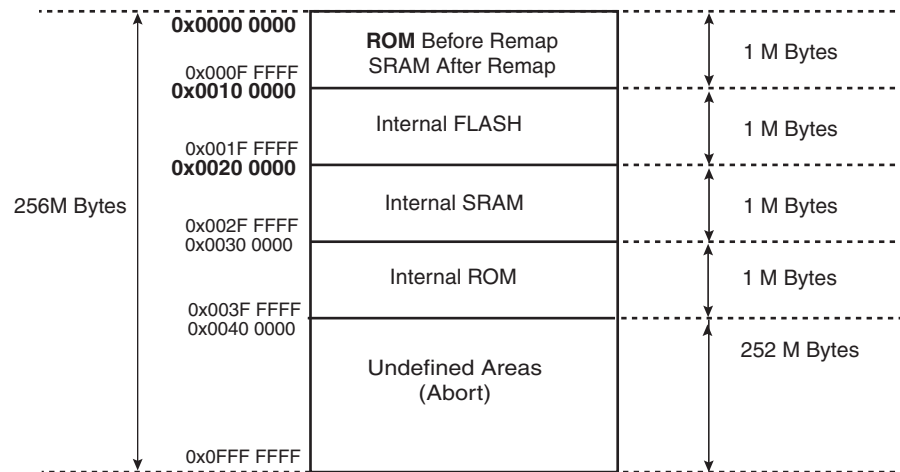 0x0000 0000
ROM Before Remap
SRAM After Remap
1 M Bytes
0x000F FFFF
0x0010 0000
Internal FLASH
1 M Bytes
0x001F FFFF
0x0020 0000
256M Bytes
Internal SRAM
1 M Bytes
0x002F FFFF
0x0030 0000
Internal ROM
1 M Bytes
0x003F FFFF
0x0040 0000
252 M Bytes
Undefined Areas
(Abort)
0x0FFF FFFF